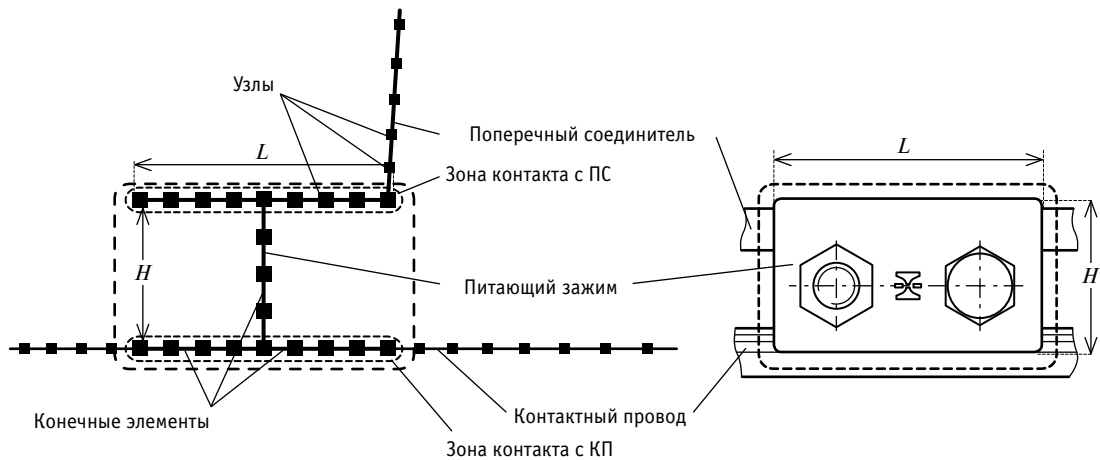 Узлы
Поперечный соединитель
L
L
Зона контакта с ПС
H
Питающий зажим
H
Конечные элементы
Контактный провод
Зона контакта с КП